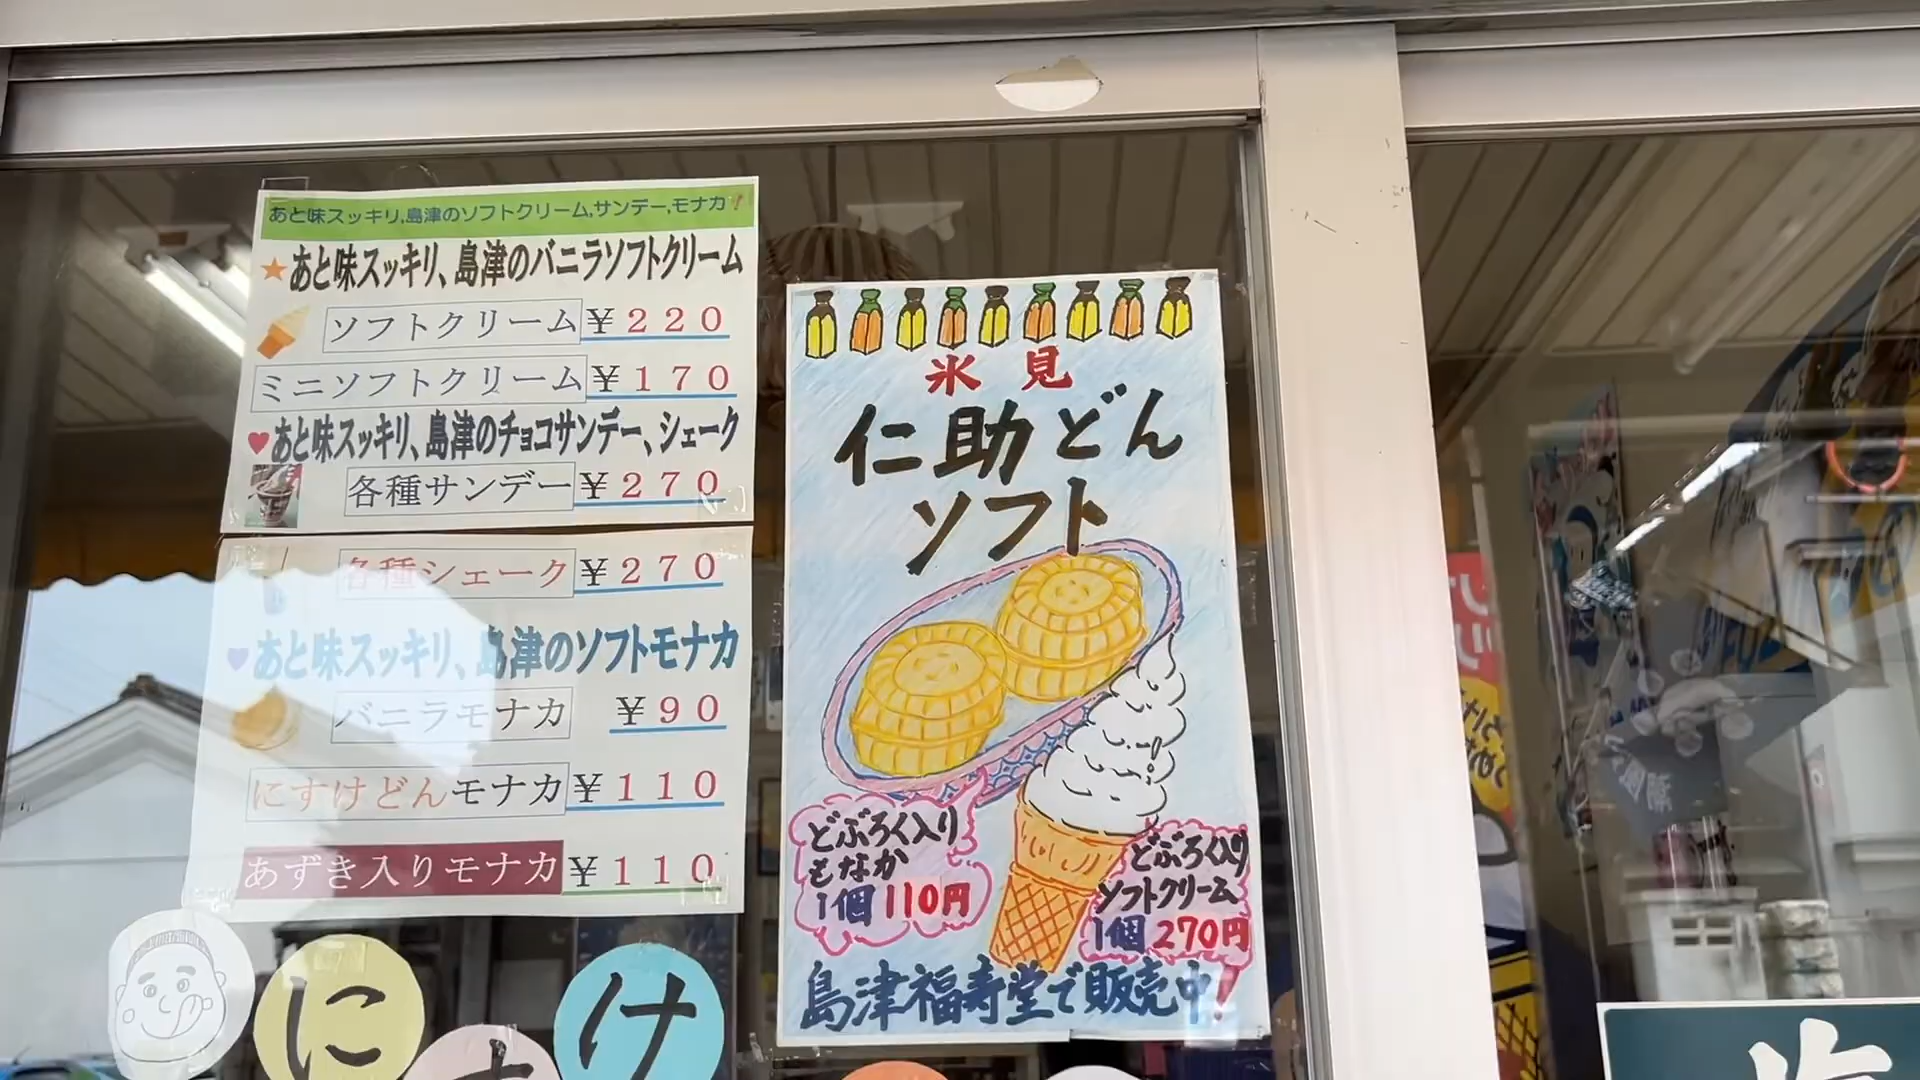 あと味スッキリ,島津のソフトクリーム,サンデー,モナカ!
★あと味スッキリ、島津のバニラソフトクリーム
ソフトクリーム ¥220
ミニソフトクリーム ¥170
♥あと味スッキリ、島津のチョコサンデー、シェーク
各種サンデー ¥270
各種シェーク ¥270
♥あと味スッキリ、島津のソフトモナカ
バニラモナカ ¥90
にすけどんモナカ ¥110
あずき入りモナカ ¥110
にすけ
氷見
仁助どん
ソフト
どぶろく入り
もなか
1個110円
どぶろく入り
ソフトクリーム
1個270円
島津福寿堂で販売中!